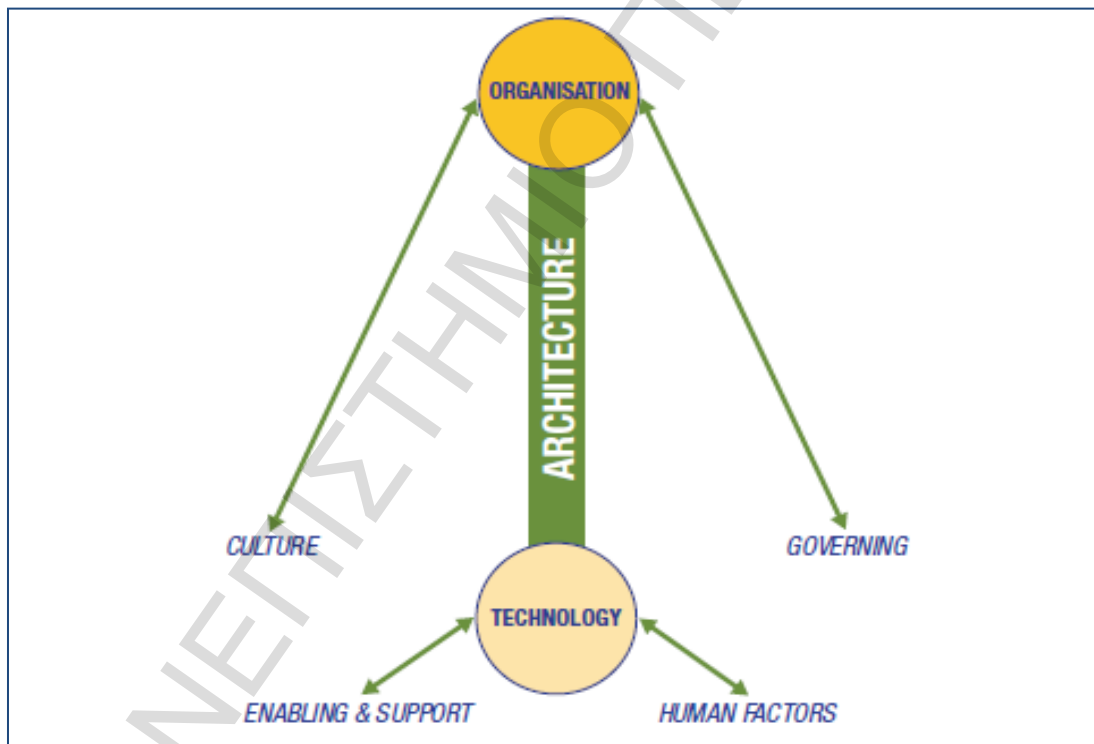 ORGANISATION
ARCHITECTURE
CULTURE
GOVERNING
TECHNOLOGY
ENABLING & SUPPORT
HUMAN FACTORS